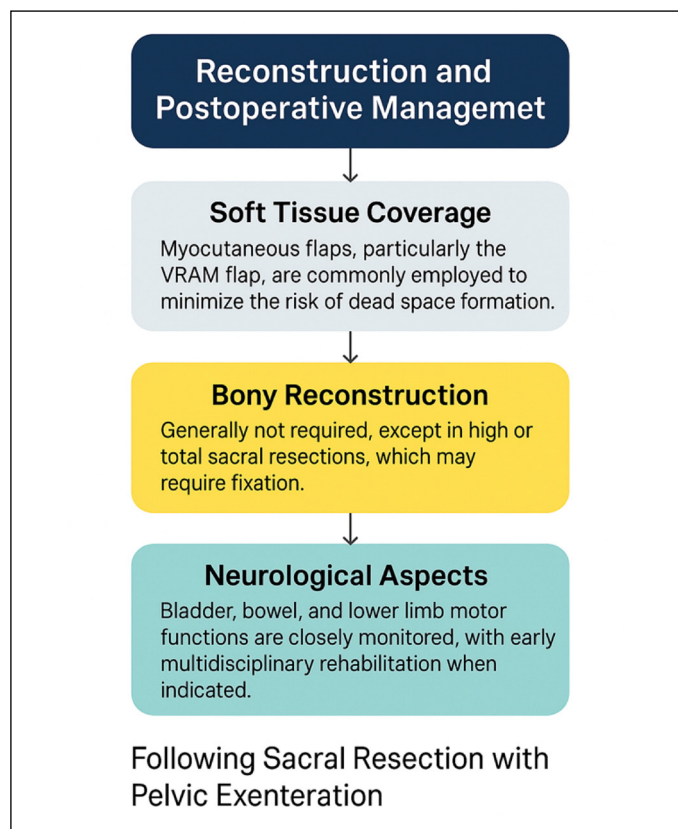 Reconstruction and
Postoperative Managemet
Soft Tissue Coverage
Myocutaneous flaps, particularly the
VRAM flap, are commonly employed to
minimize the risk of dead space formation.
Bony Reconstruction
Generally not required, except in high or
total sacral resections, which may
require fixation.
Neurological Aspects
Bladder, bowel, and lower limb motor
functions are closely monitored, with early
multidisciplinary rehabilitation when
indicated.
Following Sacral Resection with
Pelvic Exenteration